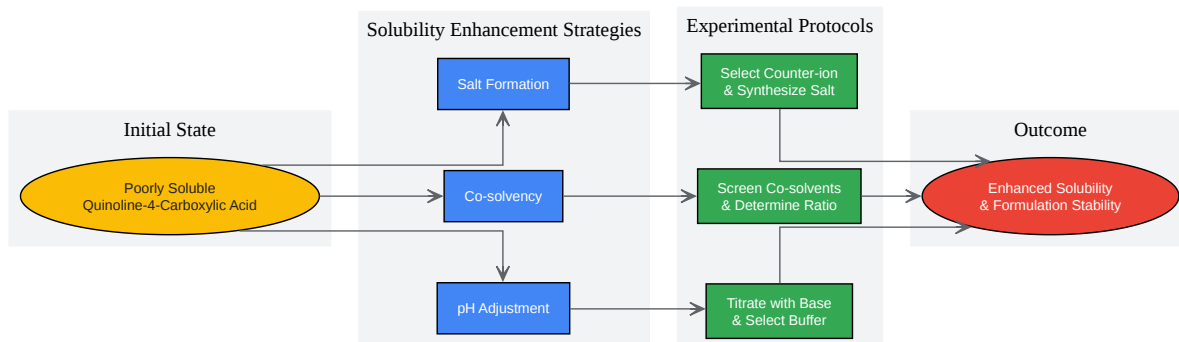 Solubility Enhancement Strategies
Experimental Protocols
Salt Formation
Select Counter-ion
& Synthesize Salt
Initial State
Outcome
Poorly Soluble
Quinoline-4-Carboxylic Acid
Co-solvency
Screen Co-solvents
& Determine Ratio
Enhanced Solubility
& Formulation Stability
pH Adjustment
Titrate with Base
& Select Buffer